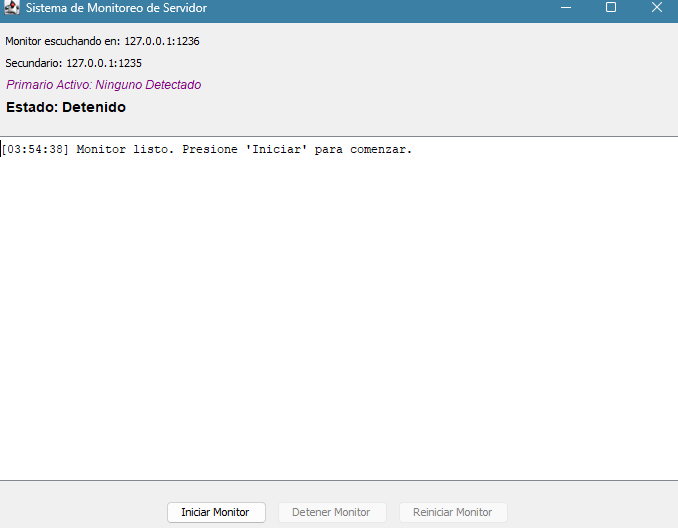 Sistema de Monitoreo de Servidor
Monitor escuchando en: 127.0.0.1:1236
Secundario: 127.0.0.1:1235
Primario Activo: Ninguno Detectado
Estado: Detenido
[03:54:38] Monitor listo. Presione 'Iniciar' para comenzar.
Iniciar Monitor Detener Monitor Reiniciar Monitor